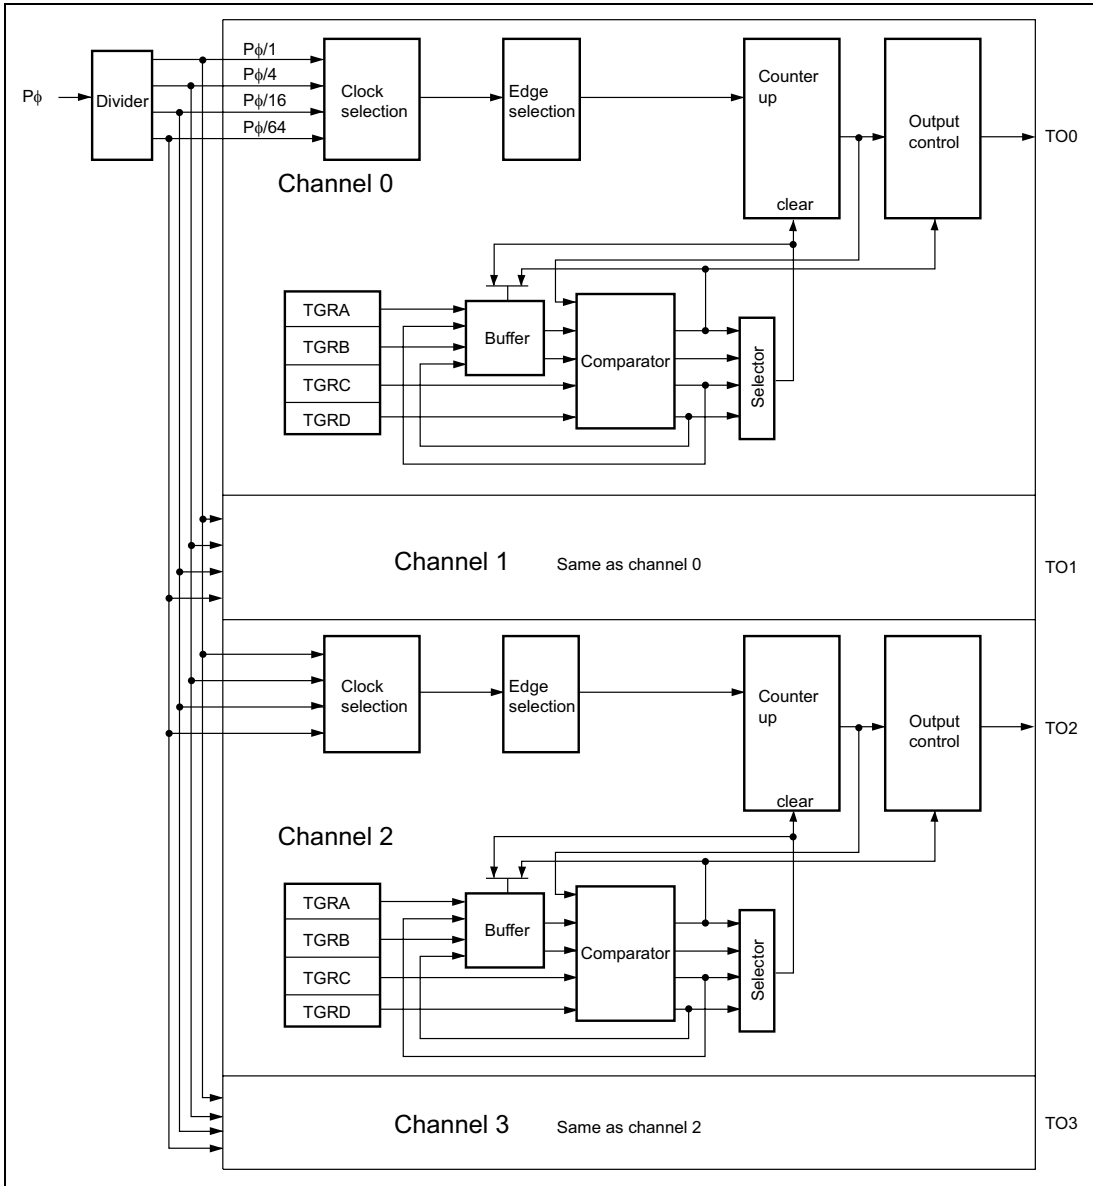 Pϕ
Divider
Pϕ/1
Pϕ/4
Pϕ/16
Pϕ/64
Clock
selection
Edge
selection
Counter
up
clear
Output
control
TO0
Channel 0
TGRA
TGRB
TGRC
TGRD
Buffer
Comparator
Selector
Channel 1
Same as channel 0
TO1
Clock
selection
Edge
selection
Counter
up
clear
Output
control
TO2
Channel 2
TGRA
TGRB
TGRC
TGRD
Buffer
Comparator
Selector
Channel 3
Same as channel 2
TO3